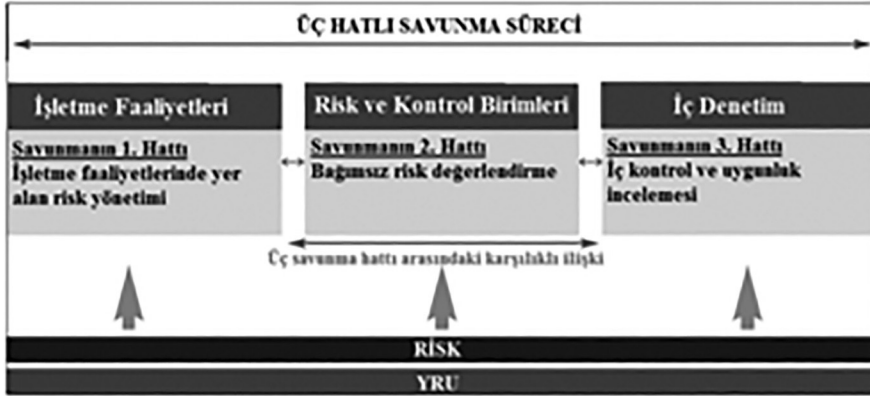 ÜÇ HATLI SAVUNMA SÜRECİ
İşletme Faaliyetleri
Savunmanın 1. Hattı
İşletme faaliyetlerinde yer
alan risk yönetimi
Risk ve Kontrol Birimleri
Savunmanın 2. Hattı
Bağımsız risk değerlendirme
İç Denetim
Savunmanın 3. Hattı
İç kontrol ve uygunluk
incelemesi
Üç savunma hattı arasındaki karşılıklı ilişki
RİSK
YRU